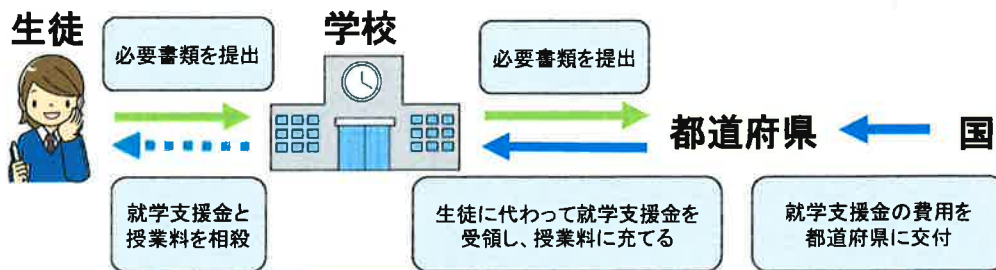 生徒
必要書類を提出
学校
必要書類を提出
都道府県
国
就学支援金と
授業料を相殺
生徒に代わって就学支援金を
受領し、授業料に充てる
就学支援金の費用を
都道府県に交付